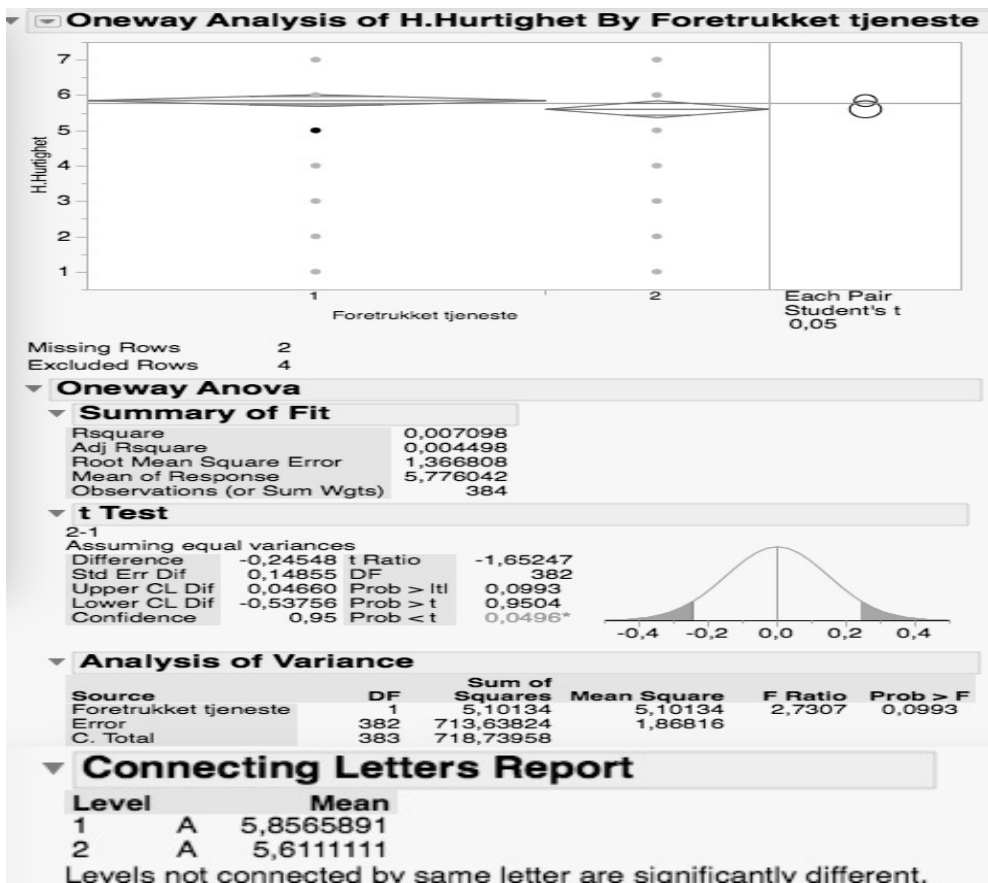 Oneway Analysis of H.Hurtighet By Foretrukket tjeneste
7
6
5
4
3
2
1
H.Hurtighet
1 2
Foretrukket tjeneste
Each Pair
Student's t
0,05
Missing Rows 2
Excluded Rows 4
Oneway Anova
Summary of Fit
Rsquare 0,007098
Adj Rsquare 0,004498
Root Mean Square Error 1,366808
Mean of Response 5,776042
Observations (or Sum Wgts) 384
t Test
2-1
Assuming equal variances
Difference -0,24548 t Ratio -1,65247
Std Err Dif 0,14855 DF 382
Upper CL Dif 0,04660 Prob > |t| 0,0993
Lower CL Dif -0,53756 Prob > t 0,9504
Confidence 0,95 Prob < t 0,0496*
-0,4 -0,2 0,0 0,2 0,4
Analysis of Variance
Sum of
Source DF Squares Mean Square F Ratio Prob > F
Foretrukket tjeneste 1 5,10134 5,10134 2,7307 0,0993
Error 382 713,63824 1,86816
C. Total 383 718,73958
Connecting Letters Report
Level Mean
1 A 5,8565891
2 A 5,6111111
Levels not connected by same letter are significantly different.